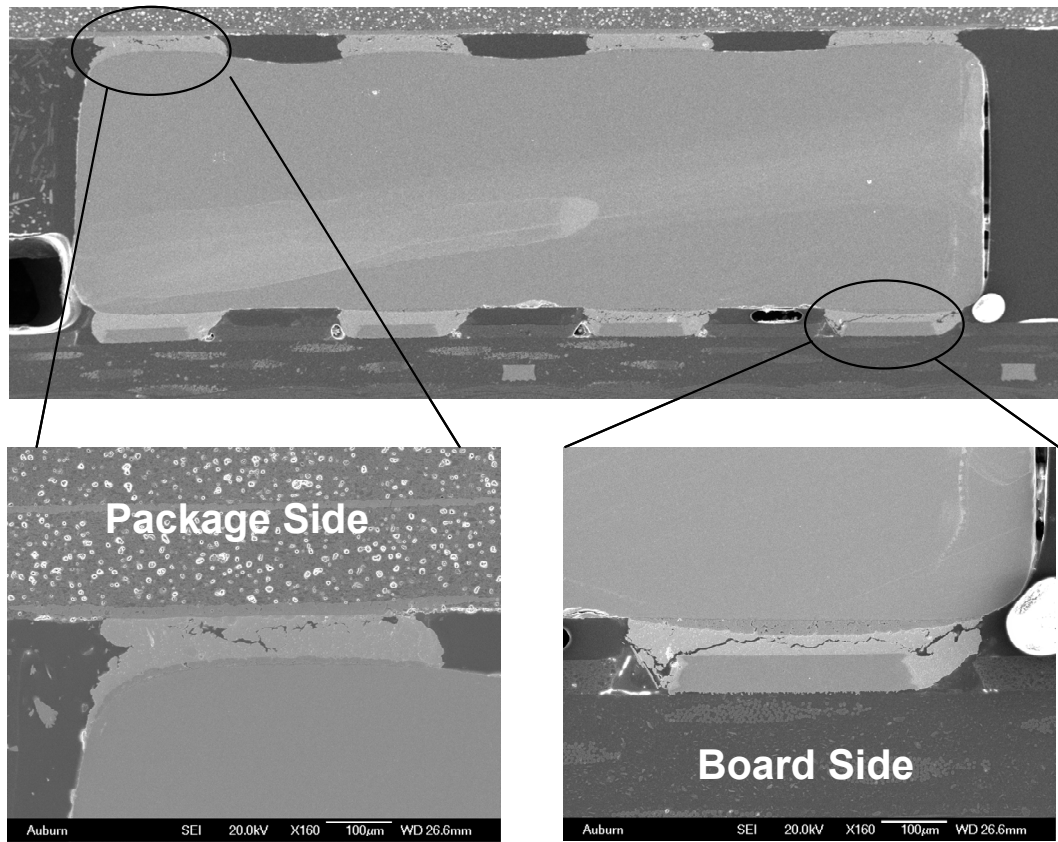 Package Side
Board Side
Auburn SEI 20.0kV X160 100µm WD 26.6mm
Auburn SEI 20.0kV X160 100µm WD 26.6mm